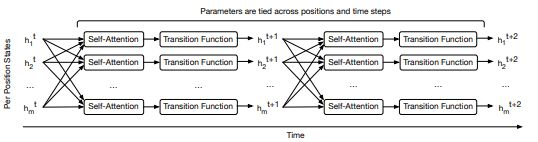 Parameters are tied across positions and time steps
Per Position States
h₁ᵗ Self-Attention Transition Function h₁ᵗ⁺¹ Self-Attention Transition Function h₁ᵗ⁺²
h₂ᵗ Self-Attention Transition Function h₂ᵗ⁺¹ Self-Attention Transition Function h₂ᵗ⁺²
... ... ... ... ... ... ...
hₘᵗ Self-Attention Transition Function hₘᵗ⁺¹ Self-Attention Transition Function hₘᵗ⁺²
Time